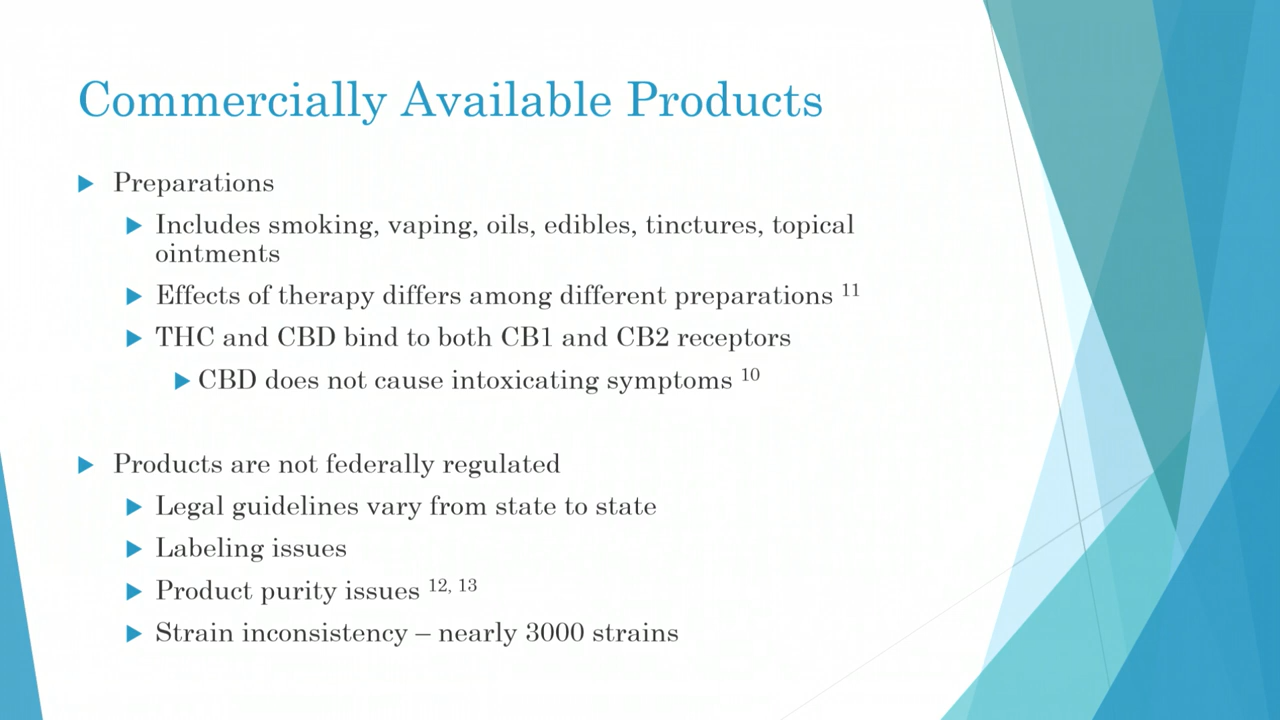 Commercially Available Products
Preparations
Includes smoking, vaping, oils, edibles, tinctures, topical
ointments
Effects of therapy differs among different preparations 11
THC and CBD bind to both CB1 and CB2 receptors
CBD does not cause intoxicating symptoms 10
Products are not federally regulated
Legal guidelines vary from state to state
Labeling issues
Product purity issues 12, 13
Strain inconsistency – nearly 3000 strains